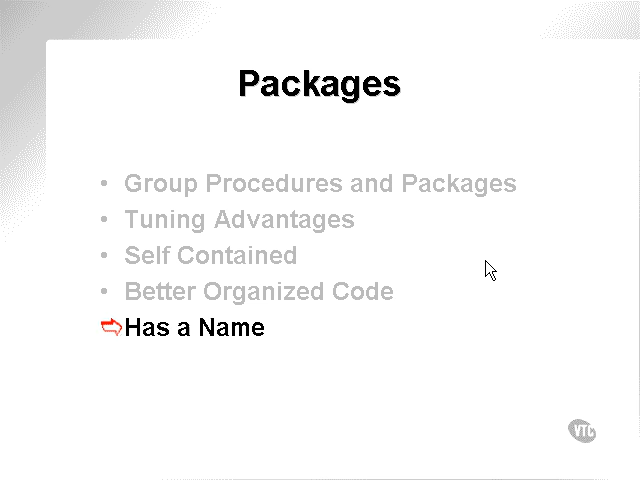 Packages
• Group Procedures and Packages
• Tuning Advantages
• Self Contained
• Better Organized Code
➯Has a Name
VTC